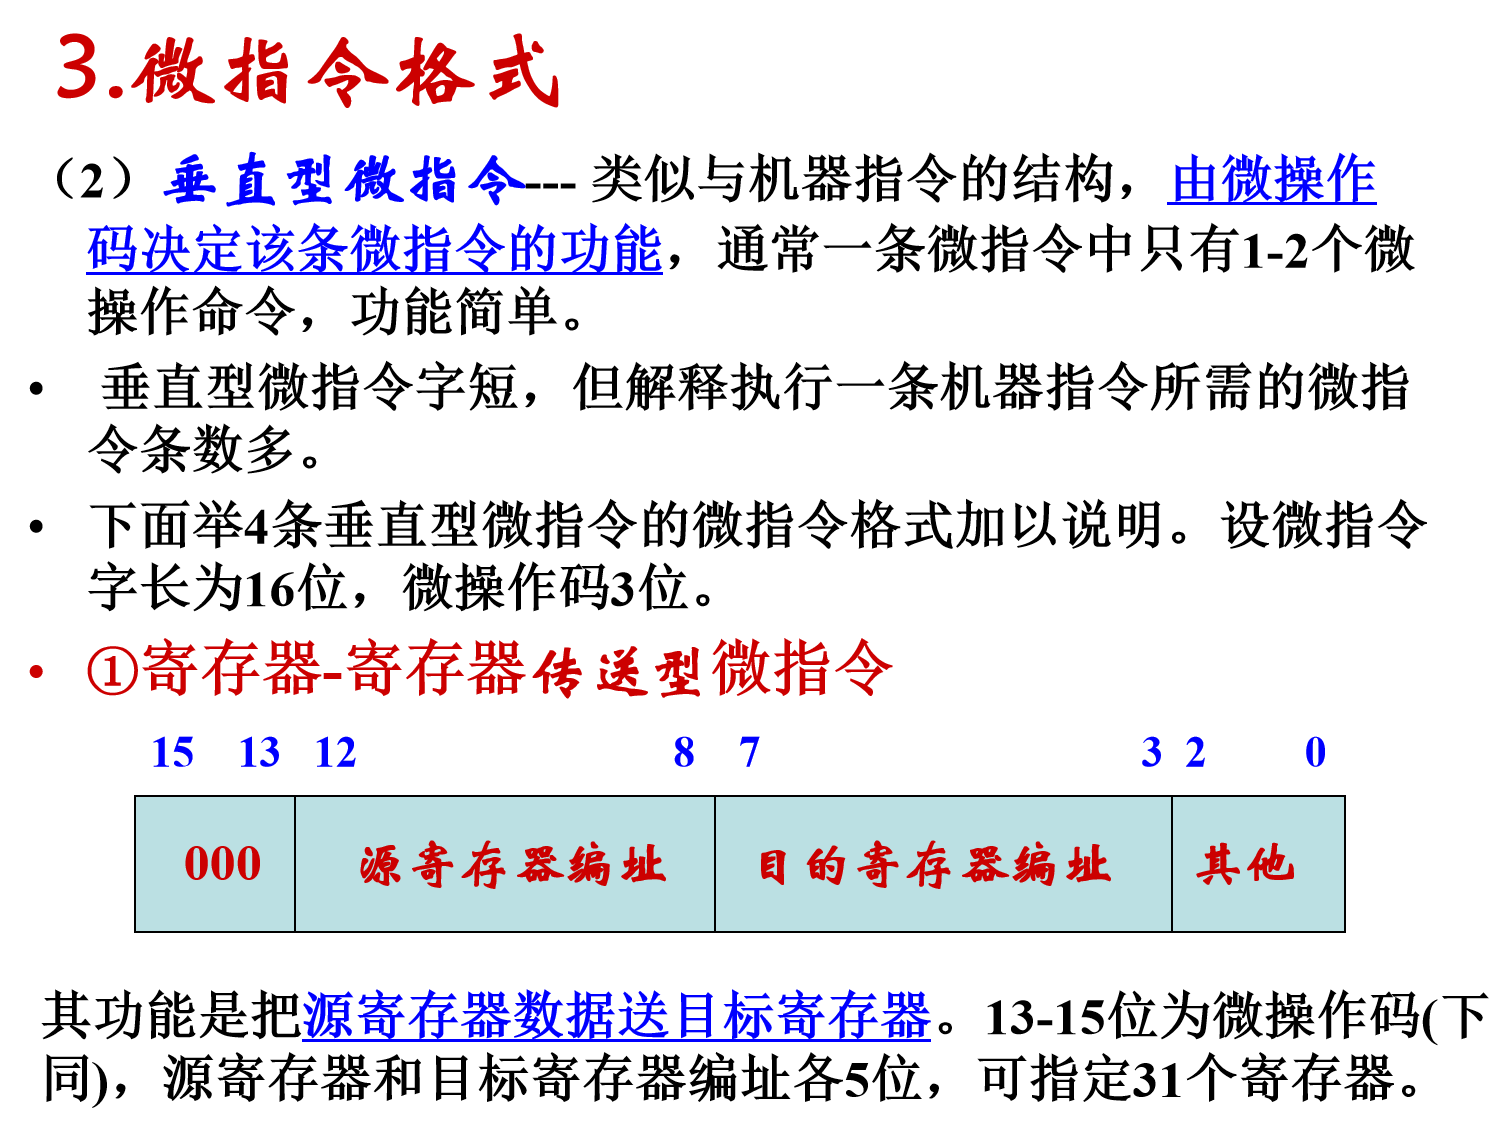 3.微指令格式
（2）垂直型微指令--- 类似与机器指令的结构，由微操作
码决定该条微指令的功能，通常一条微指令中只有1-2个微
操作命令，功能简单。
• 垂直型微指令字短，但解释执行一条机器指令所需的微指
令条数多。
• 下面举4条垂直型微指令的微指令格式加以说明。设微指令
字长为16位，微操作码3位。
• ①寄存器-寄存器传送型微指令
15 13 12 8 7 3 2 0
000 源寄存器编址 目的寄存器编址 其他
其功能是把源寄存器数据送目标寄存器。13-15位为微操作码(下
同)，源寄存器和目标寄存器编址各5位，可指定31个寄存器。